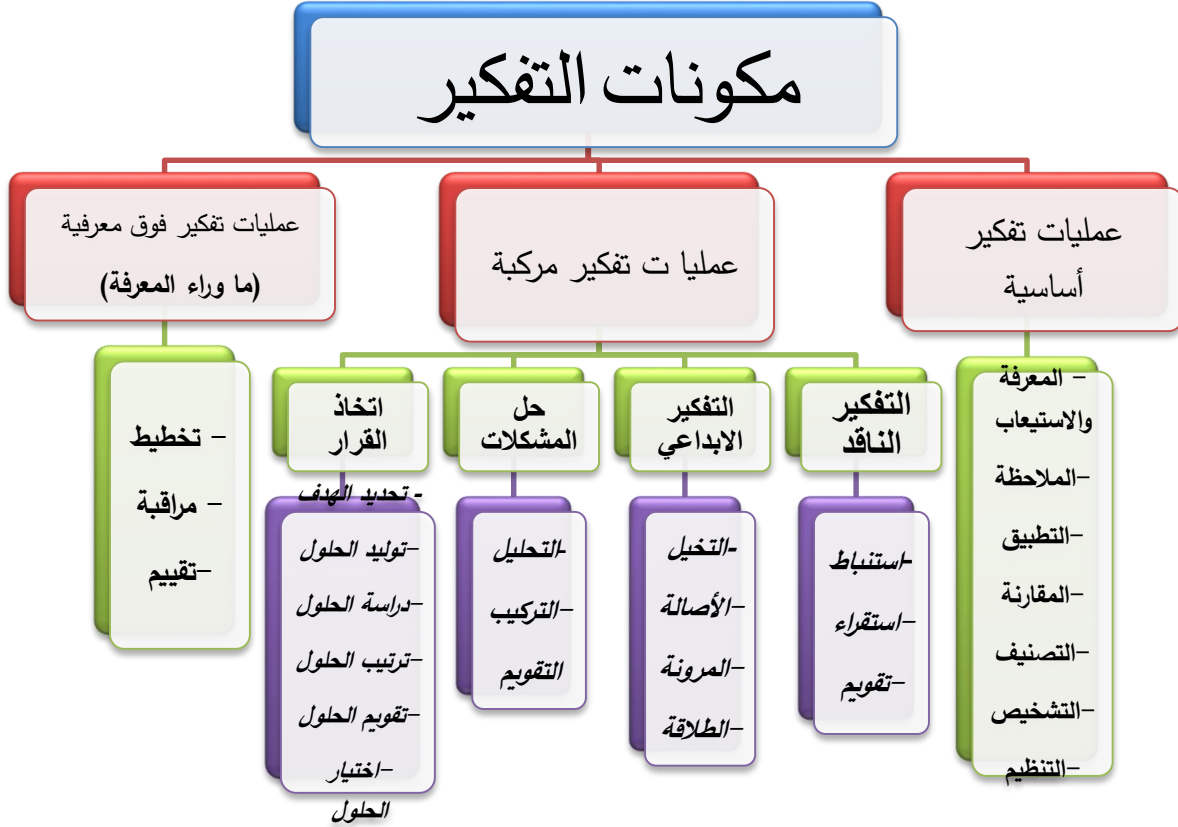 مكونات التفكير
عمليات تفكير
أساسية
عمليا ت تفكير مركبة
عمليات تفكير فوق معرفية
(ما وراء المعرفة)
– المعرفة
والاستيعاب
–الملاحظة
–التطبيق
–المقارنة
–التصنيف
–التشخيص
–التنظيم
التفكير
الناقد
-استنباط
–استقراء
–تقويم
التفكير
الابداعي
-التخيل
–الأصالة
–المرونة
–الطلاقة
حل
المشكلات
-التحليل
–التركيب
التقويم
اتخاذ
القرار
- تحديد الهدف
–توليد الحلول
–دراسة الحلول
–ترتيب الحلول
–تقويم الحلول
–اختيار
الحلول
– تخطيط
– مراقبة
–تقييم